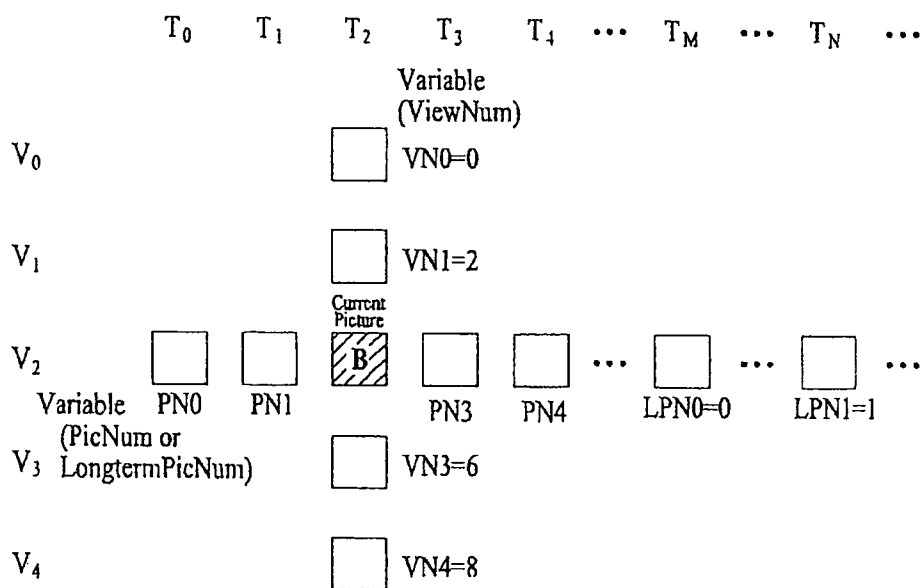 T0 T1 T2 T3 T4 ••• TM ••• TN •••
Variable
(ViewNum)
V0 VN0=0
V1 VN1=2
Current
Picture
V2 B ••• ••• •••
PN0 PN1 PN3 PN4 LPN0=0 LPN1=1
Variable
(PicNum or
LongtermPicNum)
V3 VN3=6
V4 VN4=8